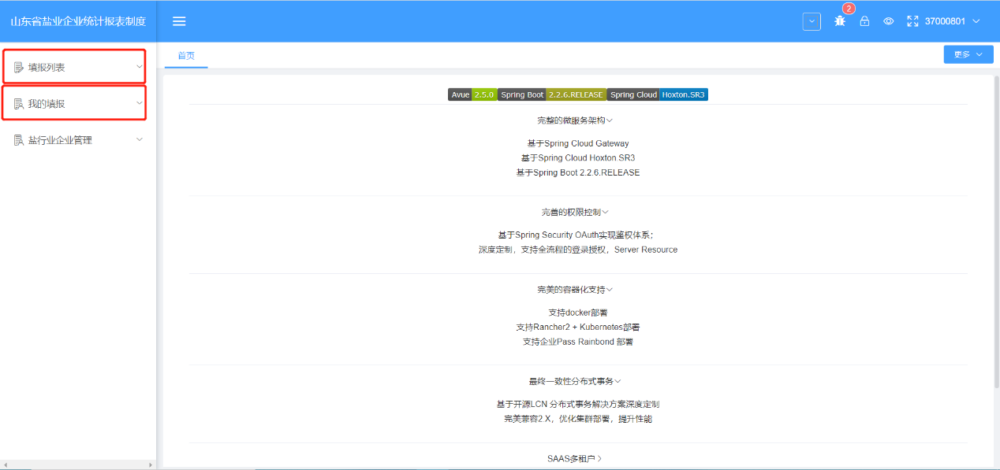 山东省盐业企业统计报表制度
2
37000801
填报列表
我的填报
盐行业企业管理
首页
更多
Avue 2.5.0 Spring Boot 2.2.6.RELEASE Spring Cloud Hoxton.SR3
完整的微服务架构
基于Spring Cloud Gateway
基于Spring Cloud Hoxton.SR3
基于Spring Boot 2.2.6.RELEASE
完善的权限控制
基于Spring Security OAuth实现鉴权体系；
深度定制，支持全流程的登录授权，Server Resource
完美的容器化支持
支持docker部署
支持Rancher2 + Kubernetes部署
支持企业Pass Rainbond 部署
最终一致性分布式事务
基于开源LCN 分布式事务解决方案深度定制
完美兼容2.X，优化集群部署，提升性能
SAAS多租户